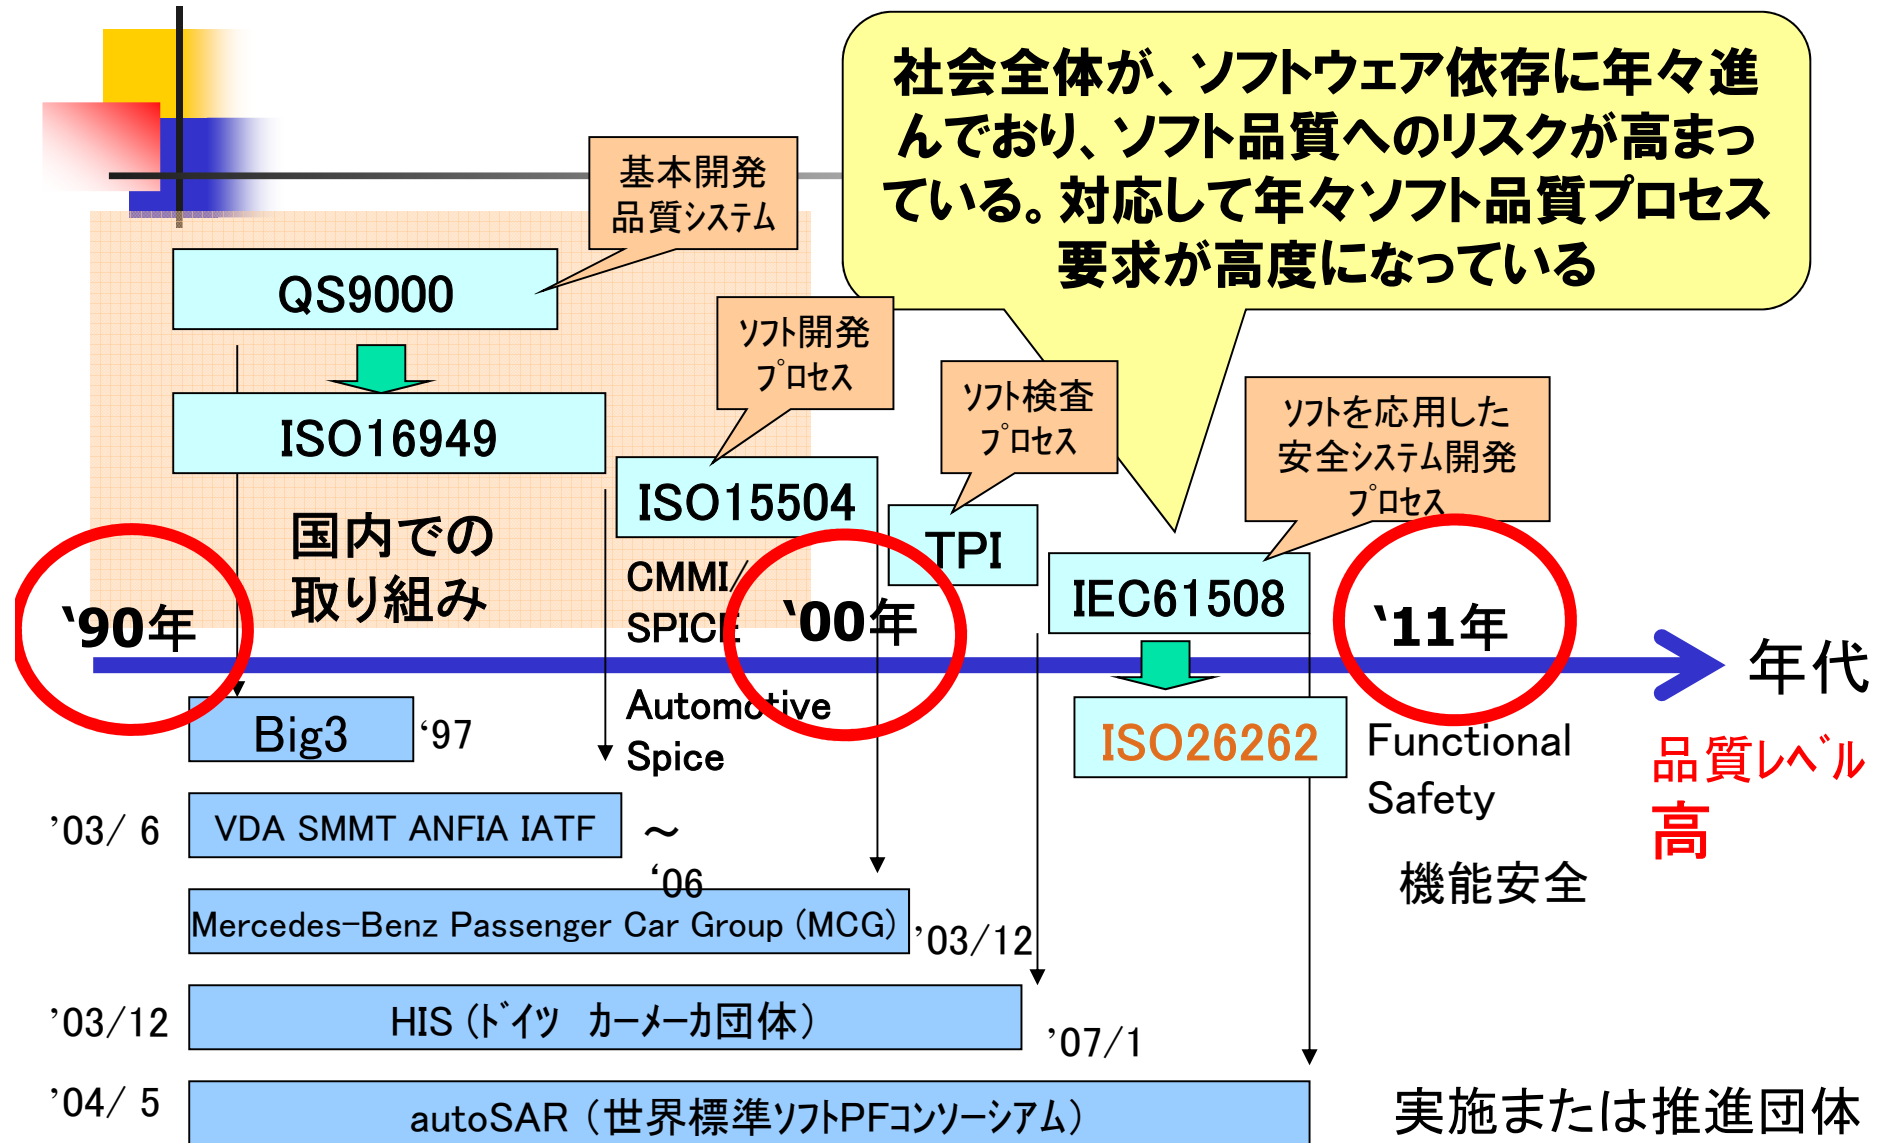 社会全体が、ソフトウェア依存に年々進
んでおり、ソフト品質へのリスクが高まっ
ている。対応して年々ソフト品質プロセス
要求が高度になっている
基本開発
品質システム
QS9000
ソフト開発
プロセス
ISO16949
ソフト検査
プロセス
ソフトを応用した
安全システム開発
プロセス
ISO15504
TPI
国内での
取り組み
CMMI/
SPICE
IEC61508
‘90年
‘00年
‘11年
年代
Automotive
Spice
Big3
‘97
ISO26262
Functional
Safety
品質レベル
高
’03/ 6
VDA SMMT ANFIA IATF
～
‘06
機能安全
Mercedes-Benz Passenger Car Group (MCG)
’03/12
’03/12
HIS (ドイツ カーメーカ団体)
’07/1
’04/ 5
autoSAR (世界標準ソフトPFコンソーシアム)
実施または推進団体